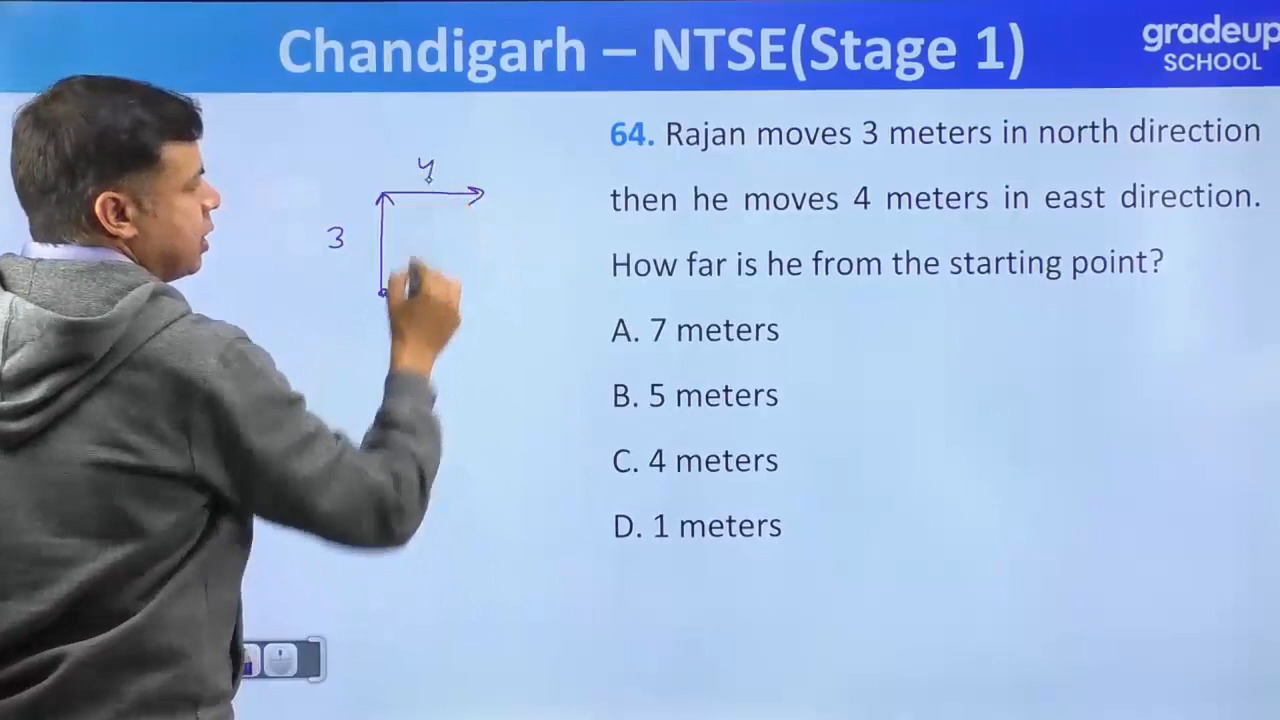 Chandigarh – NTSE(Stage 1)
gradeup
SCHOOL
64. Rajan moves 3 meters in north direction
then he moves 4 meters in east direction.
How far is he from the starting point?
A. 7 meters
B. 5 meters
C. 4 meters
D. 1 meters
4
3